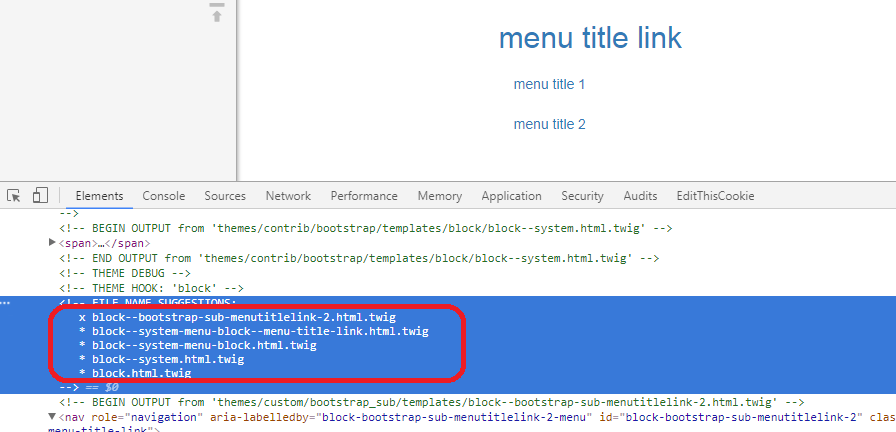 menu title link
menu title 1
menu title 2
Elements Console Sources Network Performance Memory Application Security Audits EditThisCookie
-->
<!-- BEGIN OUTPUT from 'themes/contrib/bootstrap/templates/block/block--system.html.twig' -->
▶<span>…</span>
<!-- END OUTPUT from 'themes/contrib/bootstrap/templates/block/block--system.html.twig' -->
<!-- THEME DEBUG -->
<!-- THEME HOOK: 'block' -->
<!-- FILE NAME SUGGESTIONS:
x block--bootstrap-sub-menutitlelink-2.html.twig
* block--system-menu-block--menu-title-link.html.twig
* block--system-menu-block.html.twig
* block--system.html.twig
* block.html.twig
--> == $0
<!-- BEGIN OUTPUT from 'themes/custom/bootstrap_sub/templates/block--bootstrap-sub-menutitlelink-2.html.twig' -->
▼<nav role="navigation" aria-labelledby="block-bootstrap-sub-menutitlelink-2-menu" id="block-bootstrap-sub-menutitlelink-2" clas
menu-title-link">